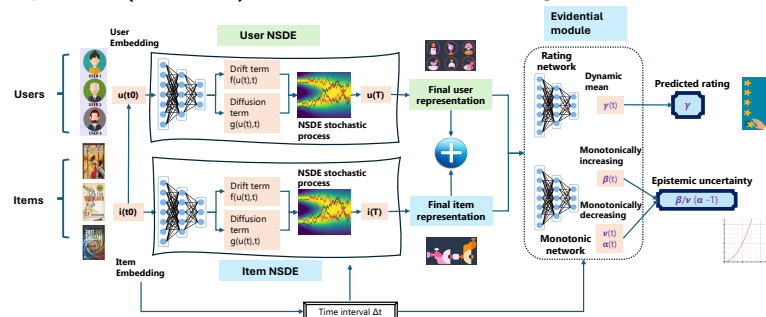 Evidential
module
User
Embedding
User NSDE
Users
USER 1
USER 2
USER 3
u(t0)
Drift term
f(u(t),t)
Diffusion
term
g(u(t),t)
NSDE stochastic
process
u(T)
Final user
representation
Items
i(t0)
Drift term
f(u(t),t)
Diffusion
term
g(u(t),t)
NSDE stochastic
process
i(T)
Final item
representation
Item
Embedding
Item NSDE
Time interval Δt
Rating
network
Dynamic
mean
γ(t)
Predicted rating
γ
Monotonically
increasing
β(t)
Monotonically
decreasing
ν(t)
α(t)
Monotonic
network
Epistemic uncertainty
β/ν (α -1)